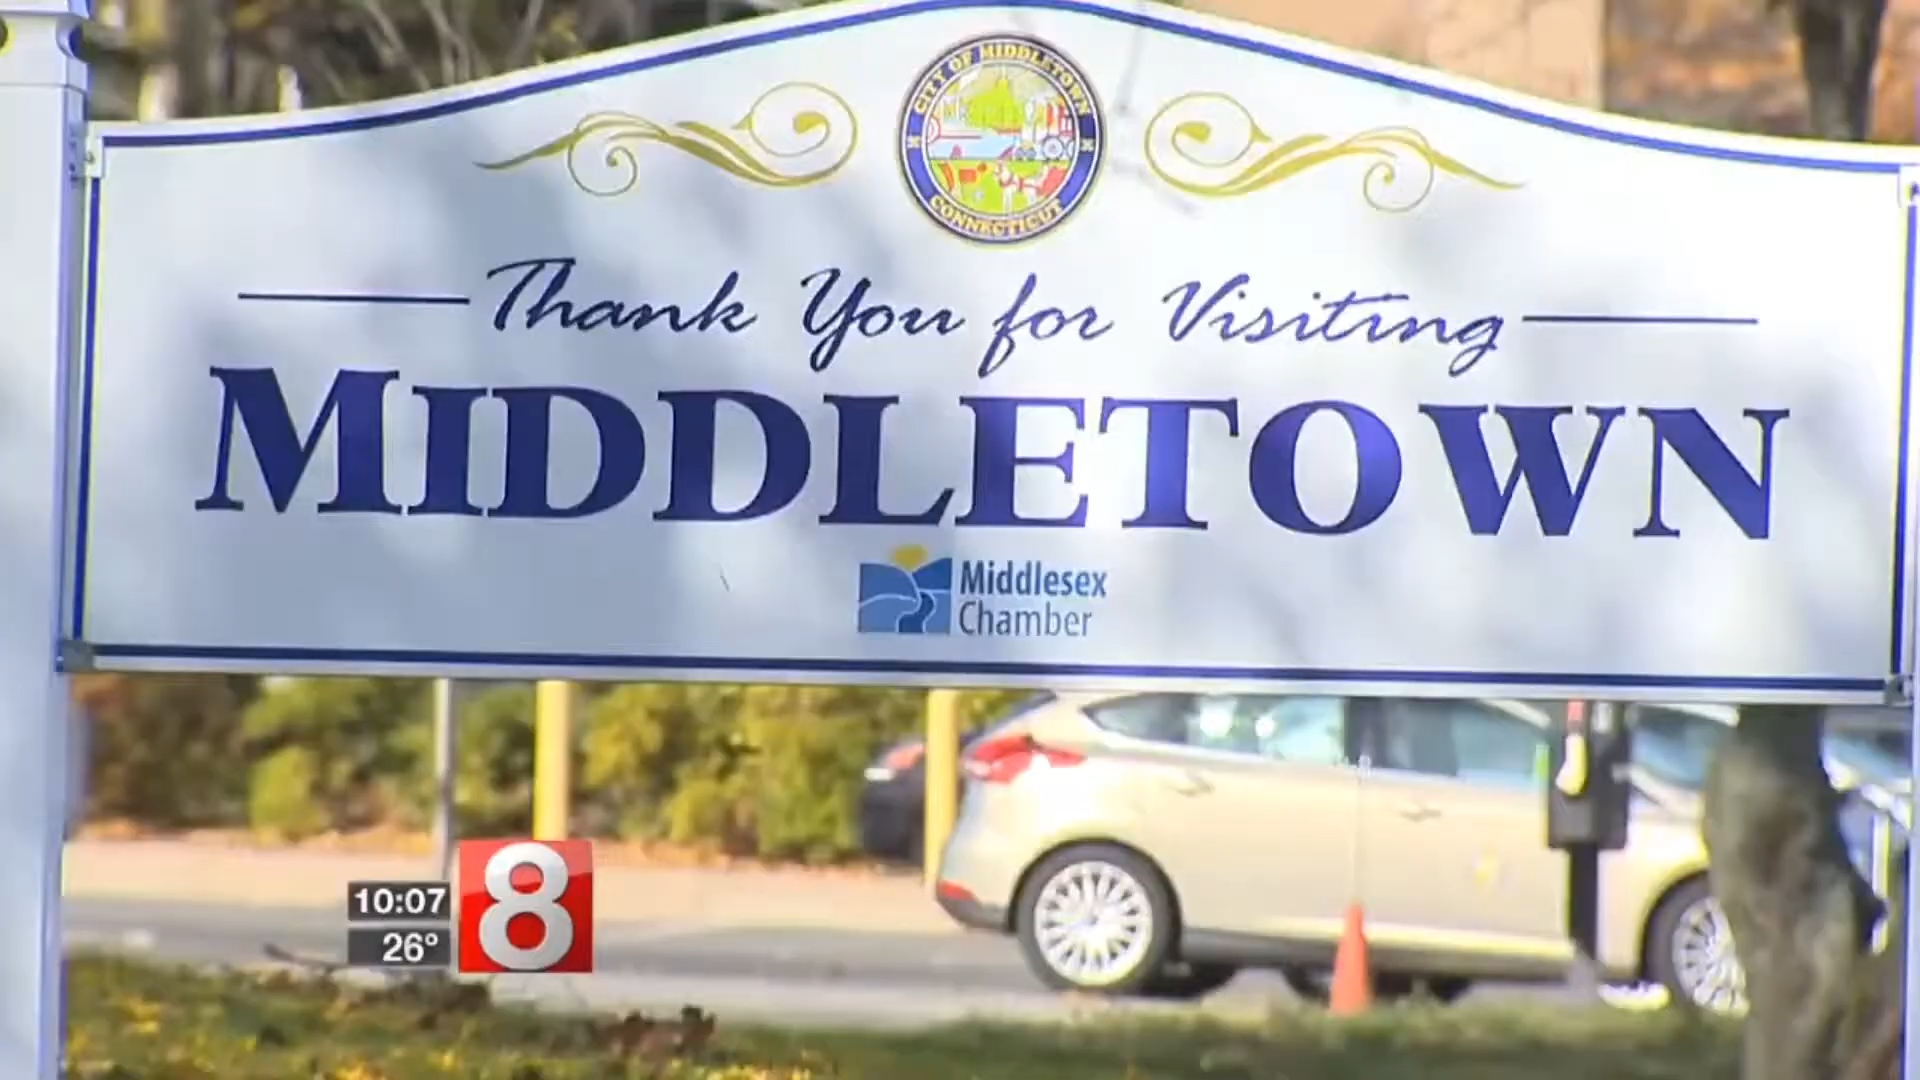 CITY OF MIDDLETOWN
CONNECTICUT
Thank You for Visiting
MIDDLETOWN
Middlesex
Chamber
10:07
26°
8